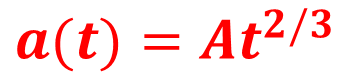 a(t) = At^{2/3}